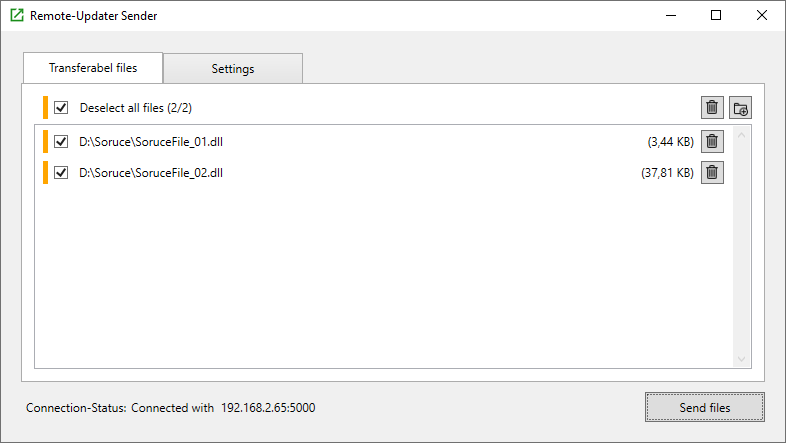 Remote-Updater Sender
Transferabel files
Settings
Deselect all files (2/2)
D:\Soruce\SoruceFile_01.dll (3,44 KB)
D:\Soruce\SoruceFile_02.dll (37,81 KB)
Connection-Status: Connected with 192.168.2.65:5000
Send files